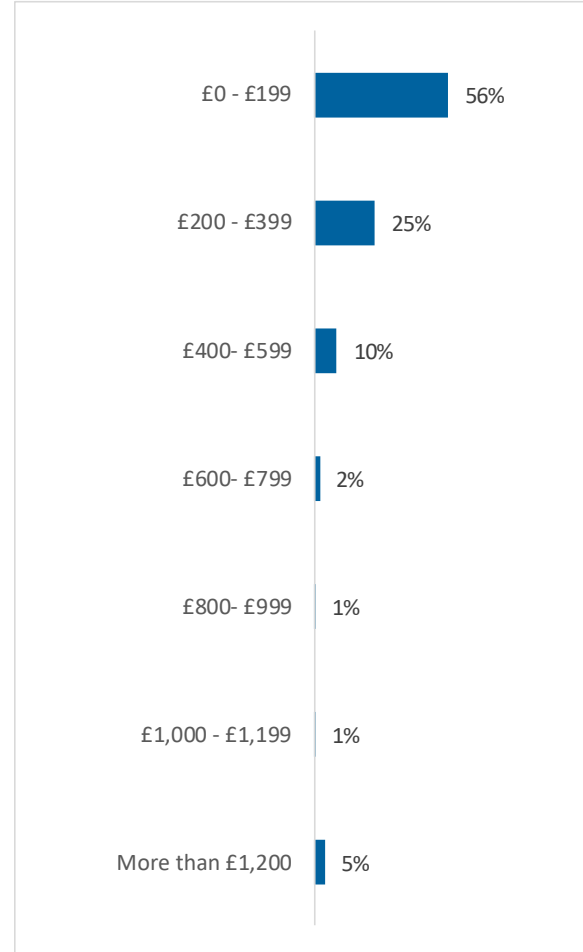 £0 - £199 56%
£200 - £399 25%
£400- £599 10%
£600- £799 2%
£800- £999 1%
£1,000 - £1,199 1%
More than £1,200 5%